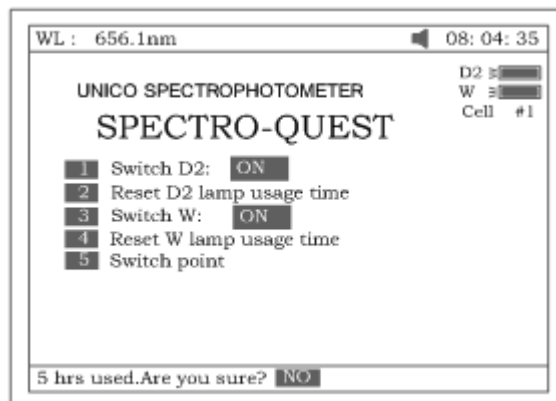 WL : 656.1nm 08: 04: 35
D2
W
Cell #1
UNICO SPECTROPHOTOMETER
SPECTRO-QUEST
1 Switch D2: ON
2 Reset D2 lamp usage time
3 Switch W: ON
4 Reset W lamp usage time
5 Switch point
5 hrs used.Are you sure? NO